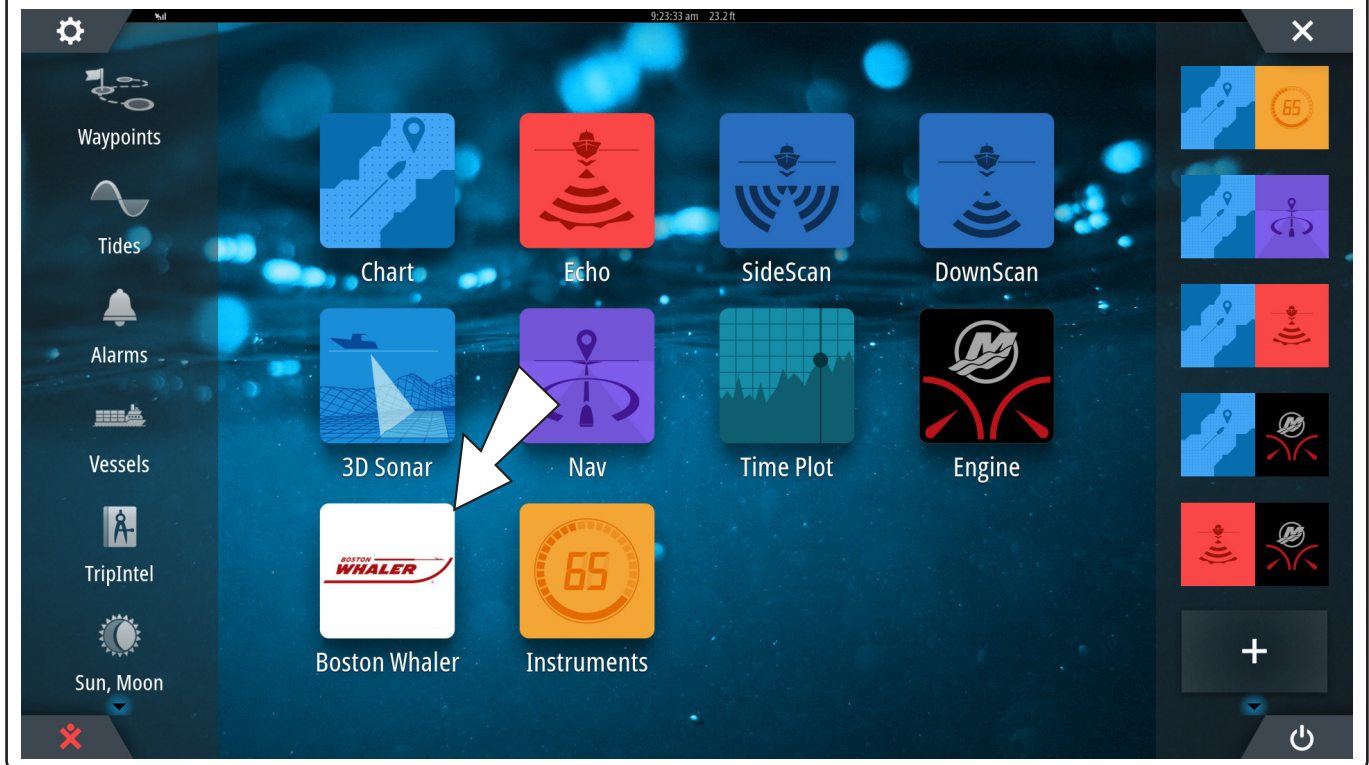 9:23:33 am 23.2 ft
Waypoints
Tides
Alarms
Vessels
TripIntel
Sun, Moon
Chart
Echo
SideScan
DownScan
3D Sonar
Nav
Time Plot
Engine
BOSTON
WHALER
65
Boston Whaler
Instruments
65